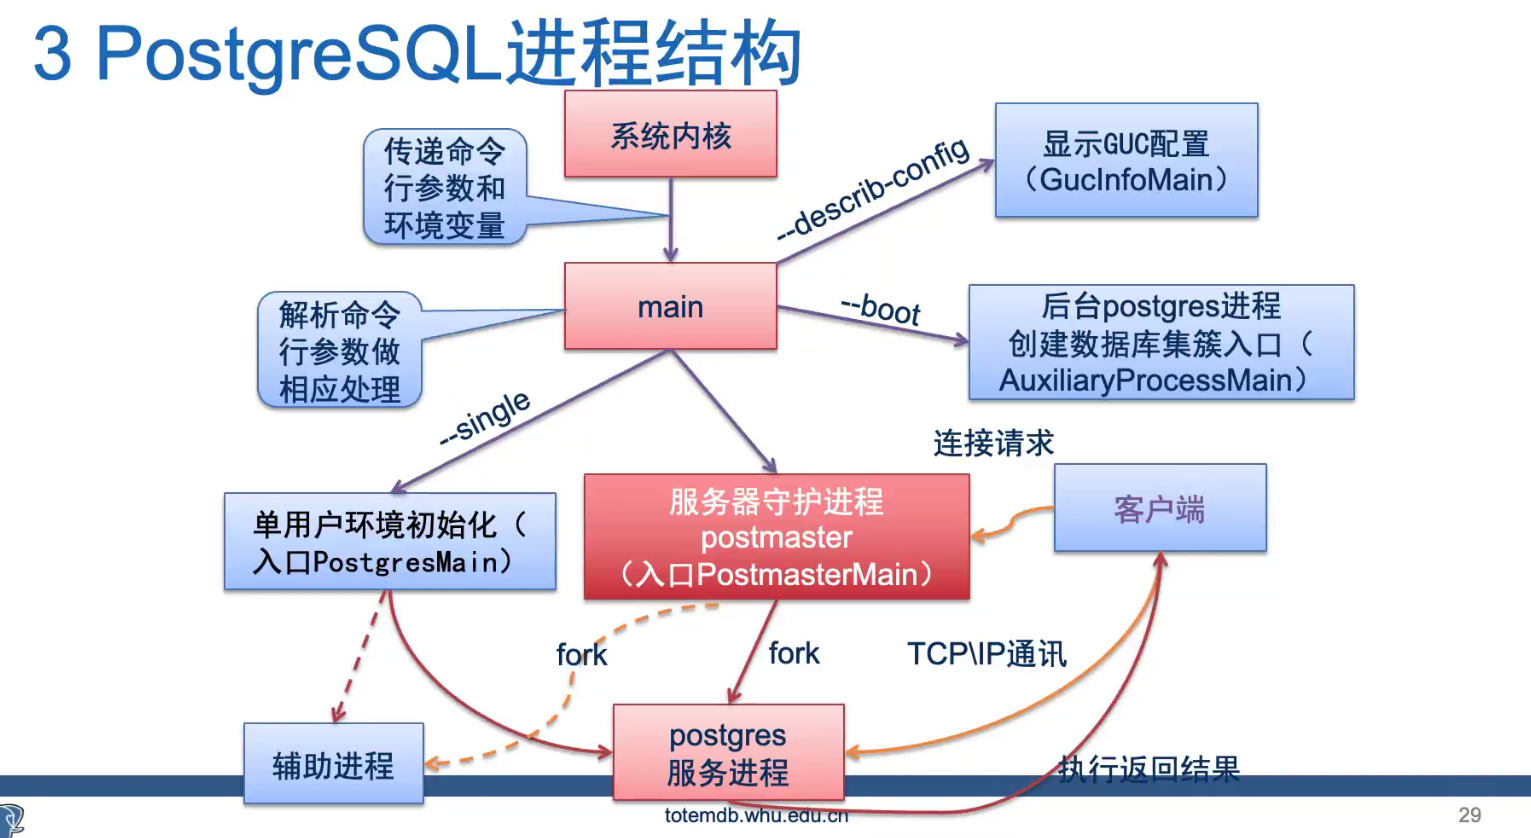 3 PostgreSQL进程结构
系统内核
传递命令
行参数和
环境变量
--describ-config
显示GUC配置
（GucInfoMain）
main
解析命令
行参数做
相应处理
--boot
后台postgres进程
创建数据库集簇入口（
AuxiliaryProcessMain）
--single
连接请求
单用户环境初始化（
入口PostgresMain）
服务器守护进程
postmaster
（入口PostmasterMain）
客户端
fork
fork
TCP\IP通讯
辅助进程
postgres
服务进程
执行返回结果
totemdb.whu.edu.cn
29